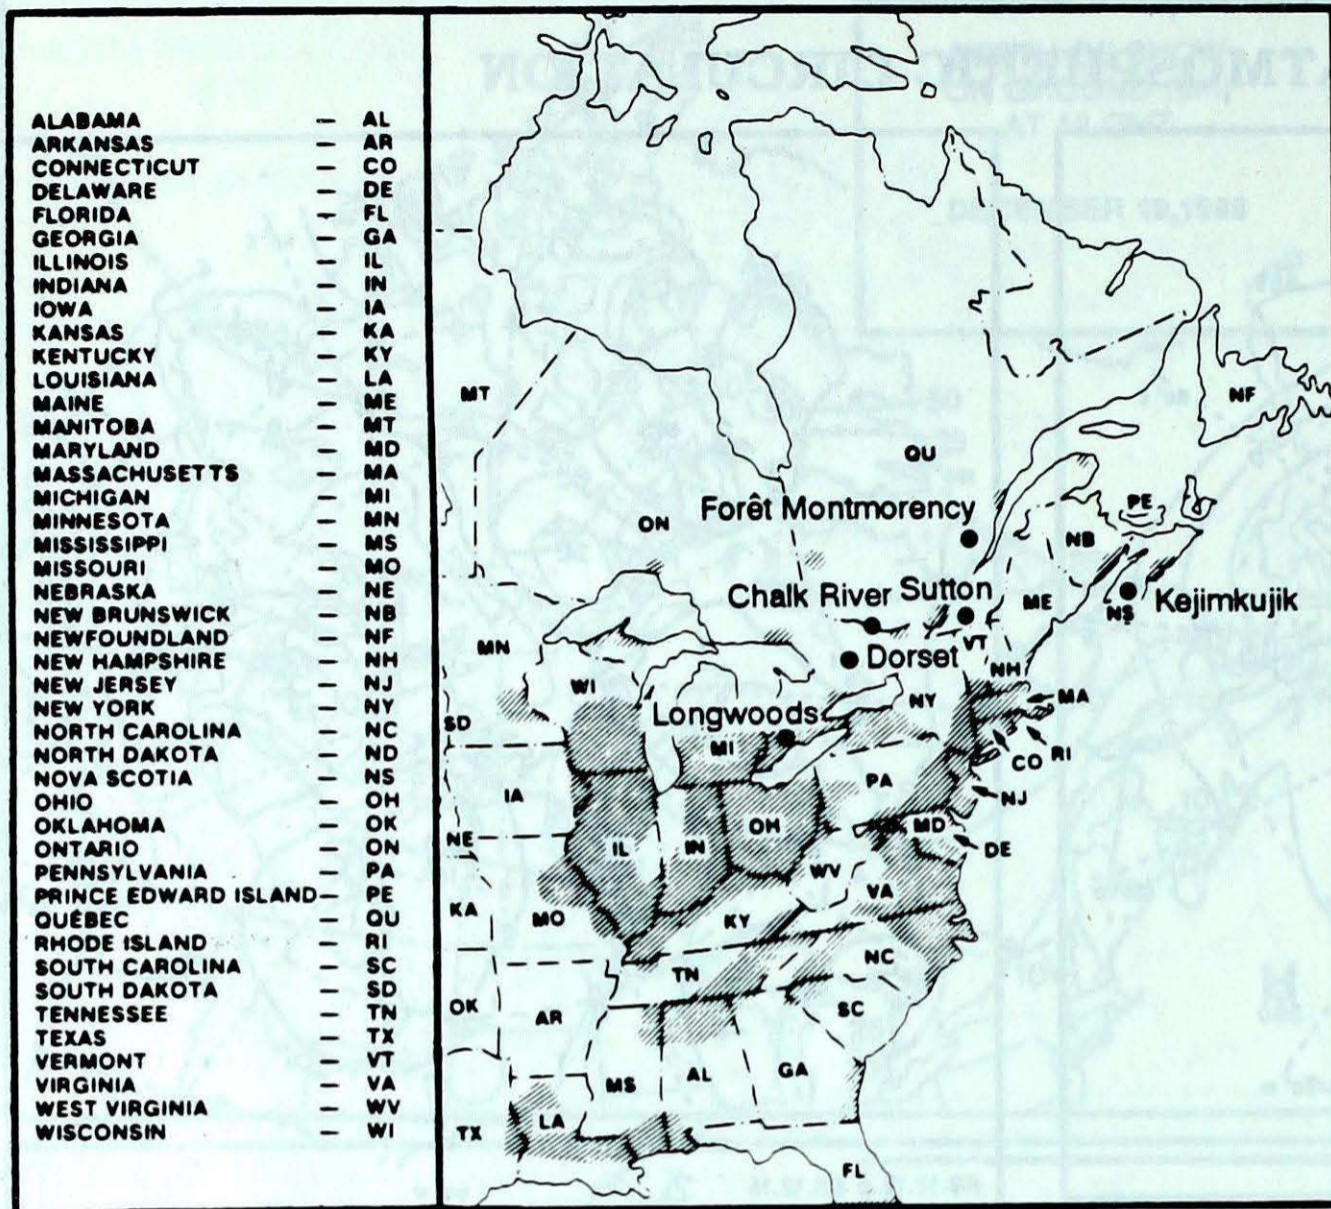 ALABAMA – AL
ARKANSAS – AR
CONNECTICUT – CO
DELAWARE – DE
FLORIDA – FL
GEORGIA – GA
ILLINOIS – IL
INDIANA – IN
IOWA – IA
KANSAS – KA
KENTUCKY – KY
LOUISIANA – LA
MAINE – ME
MANITOBA – MT
MARYLAND – MD
MASSACHUSETTS – MA
MICHIGAN – MI
MINNESOTA – MN
MISSISSIPPI – MS
MISSOURI – MO
NEBRASKA – NE
NEW BRUNSWICK – NB
NEWFOUNDLAND – NF
NEW HAMPSHIRE – NH
NEW JERSEY – NJ
NEW YORK – NY
NORTH CAROLINA – NC
NORTH DAKOTA – ND
NOVA SCOTIA – NS
OHIO – OH
OKLAHOMA – OK
ONTARIO – ON
PENNSYLVANIA – PA
PRINCE EDWARD ISLAND – PE
QUÉBEC – QU
RHODE ISLAND – RI
SOUTH CAROLINA – SC
SOUTH DAKOTA – SD
TENNESSEE – TN
TEXAS – TX
VERMONT – VT
VIRGINIA – VA
WEST VIRGINIA – WV
WISCONSIN – WI
MT
NF
QU
ON
Forêt Montmorency
PE
NB
Chalk River
Sutton
ME
NS
Kejimkujik
MN
VT
Dorset
NH
WI
NY
MA
SD
Longwoods
MI
CO
RI
IA
PA
NJ
NE
IL
IN
OH
MD
DE
WV
VA
KA
MO
KY
NC
TN
OK
AR
SC
MS
AL
GA
LA
TX
FL